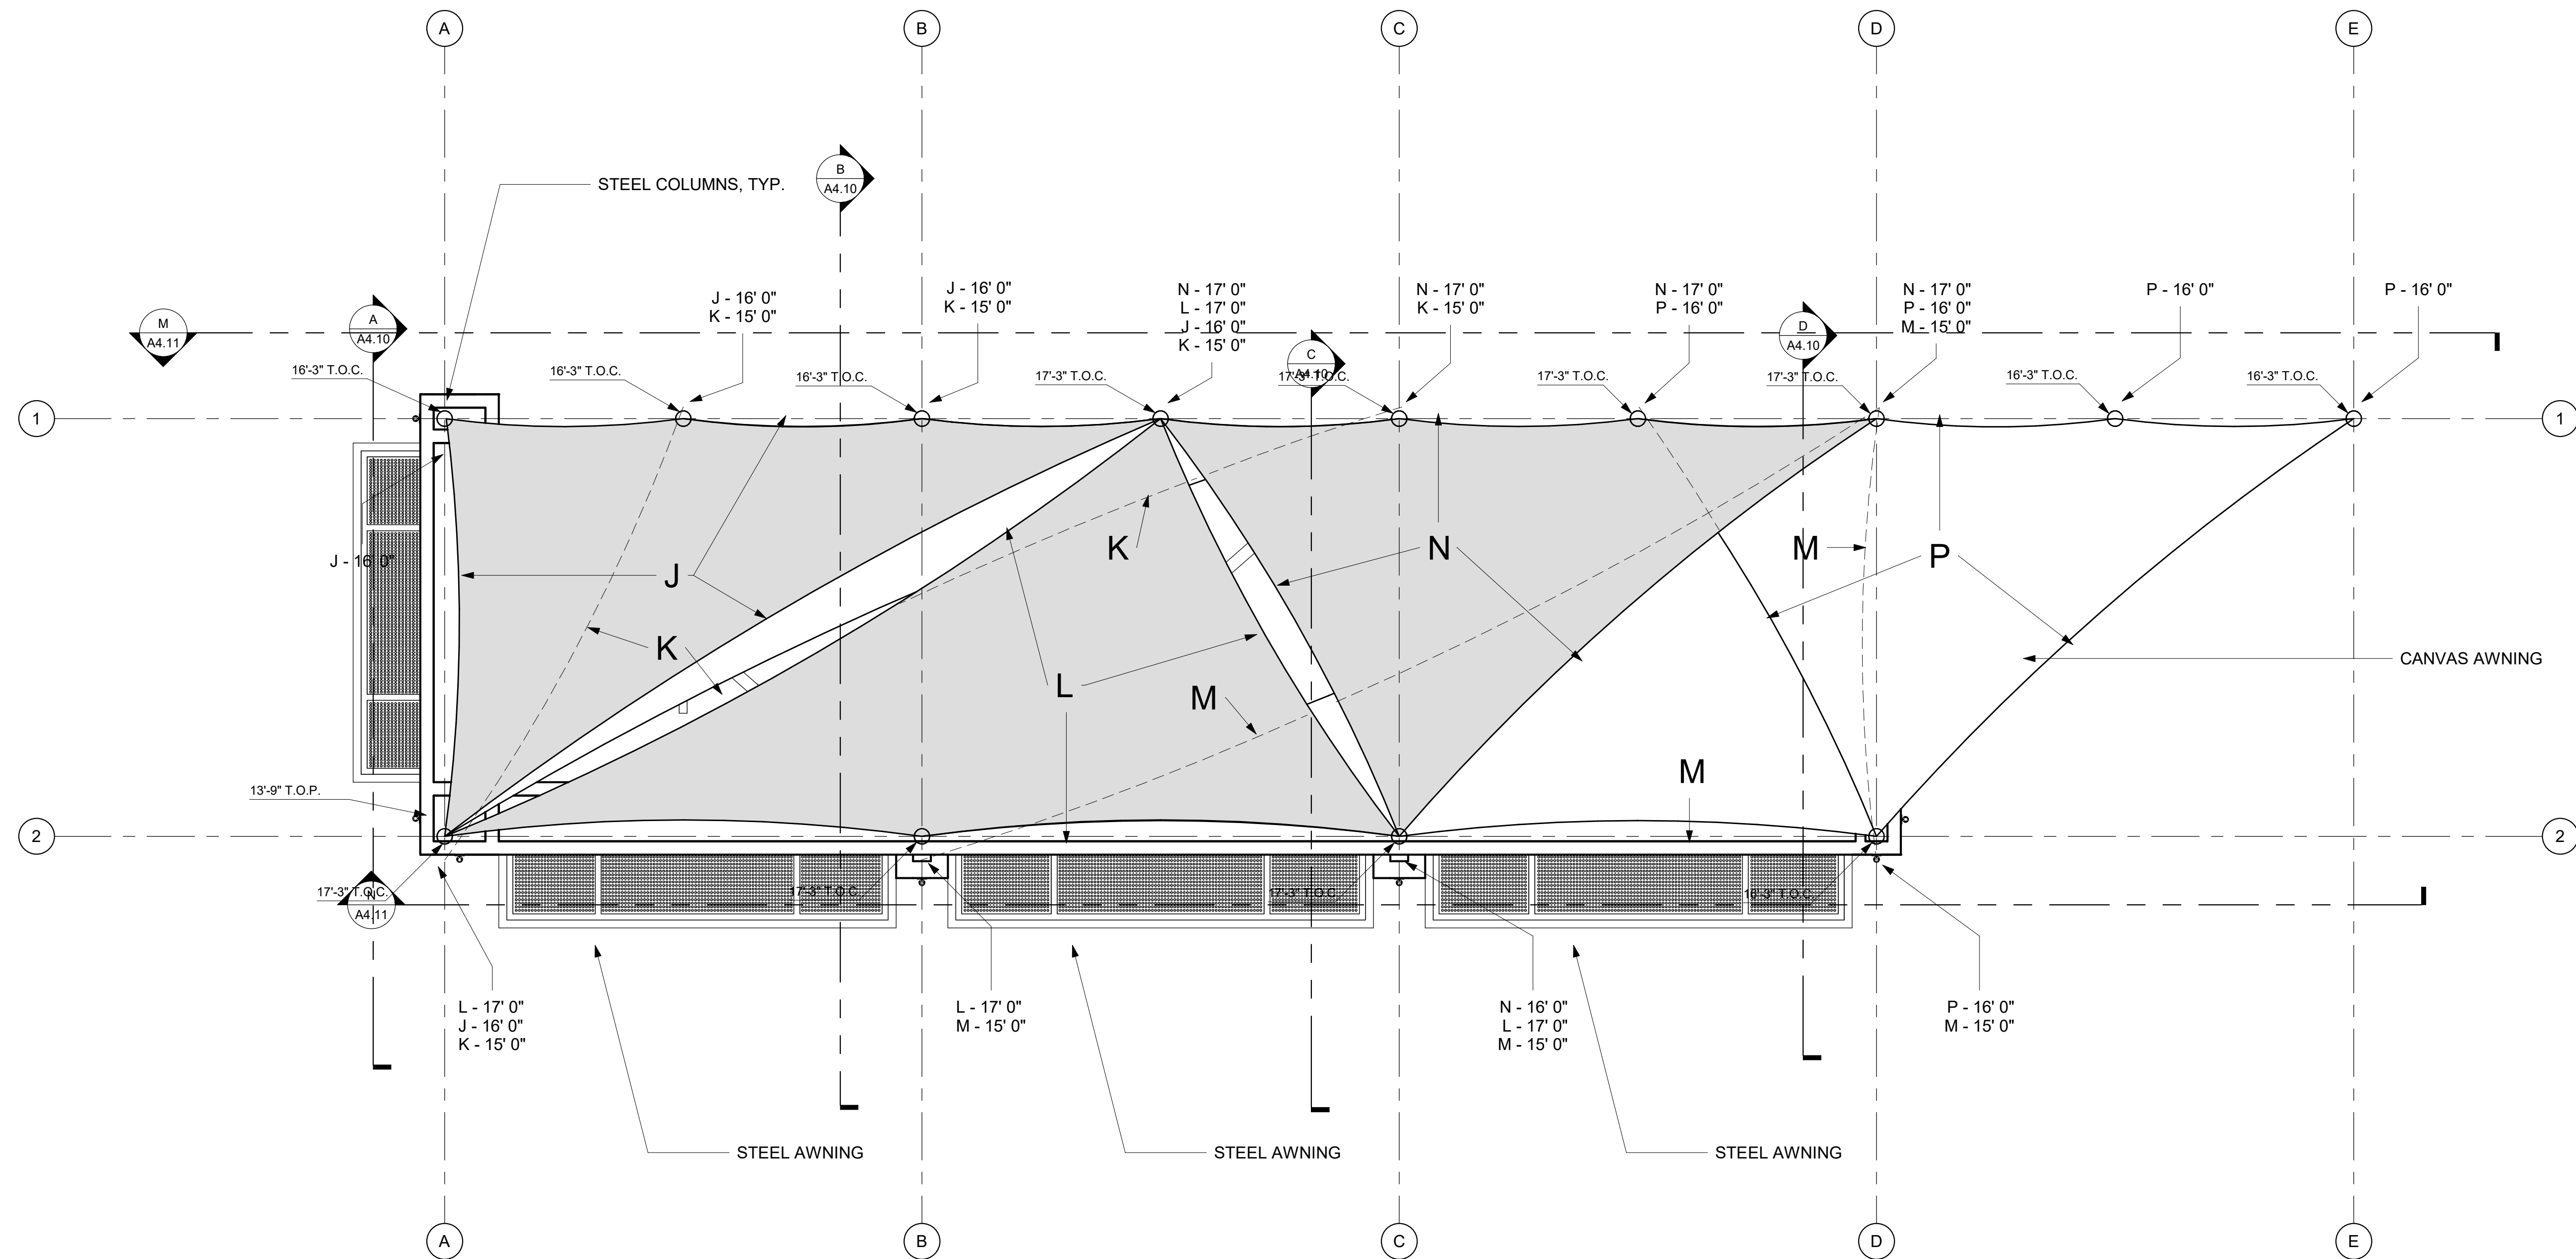 A
B
C
D
E
STEEL COLUMNS, TYP.
B
A4.10
J - 16' 0"
K - 15' 0"
J - 16' 0"
K - 15' 0"
N - 17' 0"
L - 17' 0"
J - 16' 0"
K - 15' 0"
N - 17' 0"
K - 15' 0"
N - 17' 0"
P - 16' 0"
N - 17' 0"
P - 16' 0"
M - 15' 0"
P - 16' 0"
P - 16' 0"
M
A4.11
A
A4.10
C
A4.10
D
A4.10
16'-3" T.O.C.
16'-3" T.O.C.
16'-3" T.O.C.
17'-3" T.O.C.
17'-3" T.O.C.
17'-3" T.O.C.
17'-3" T.O.C.
16'-3" T.O.C.
16'-3" T.O.C.
1
1
J - 16' 0"
J
K
K
N
M
P
K
L
M
CANVAS AWNING
M
13'-9" T.O.P.
2
2
17'-3" T.O.C.
N
A4.11
17'-3" T.O.C.
17'-3" T.O.C.
16'-3" T.O.C.
L - 17' 0"
J - 16' 0"
K - 15' 0"
L - 17' 0"
M - 15' 0"
N - 16' 0"
L - 17' 0"
M - 15' 0"
P - 16' 0"
M - 15' 0"
STEEL AWNING
STEEL AWNING
STEEL AWNING
A
B
C
D
E